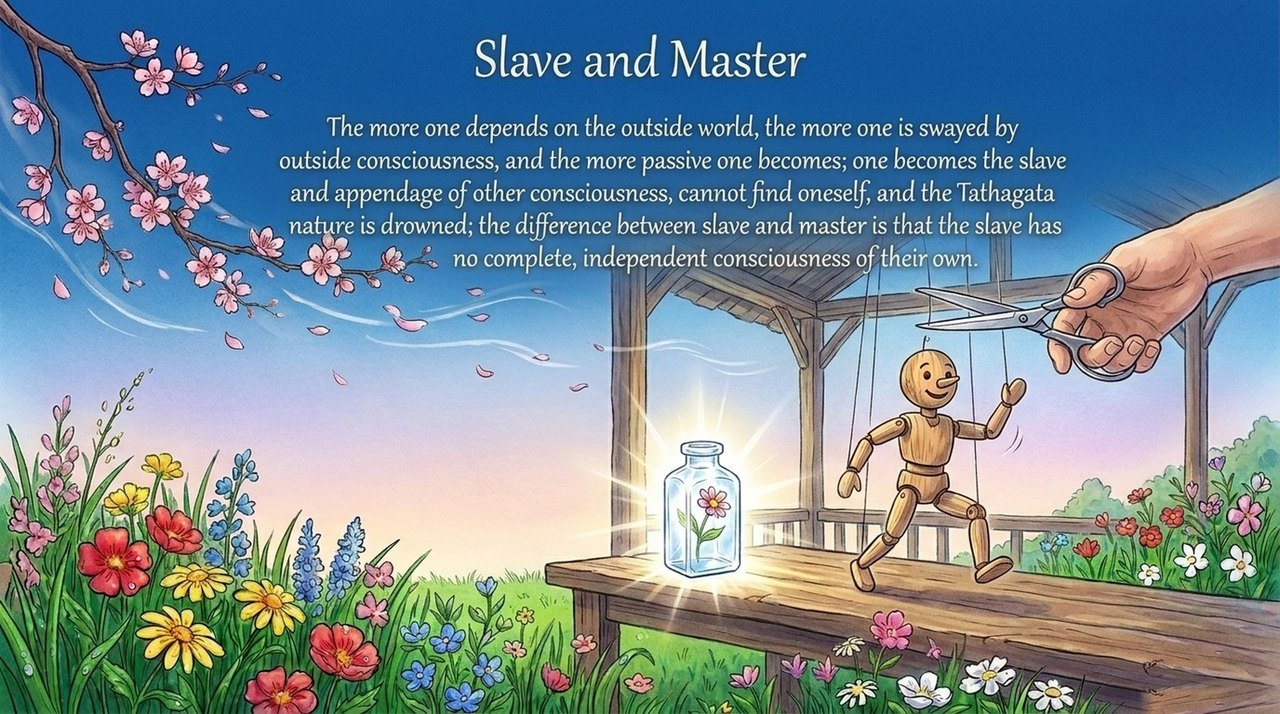 Slave and Master
The more one depends on the outside world, the more one is swayed by
outside consciousness, and the more passive one becomes; one becomes the slave
and appendage of other consciousness, cannot find oneself, and the Tathagata
nature is drowned; the difference between slave and master is that the slave has
no complete, independent consciousness of their own.